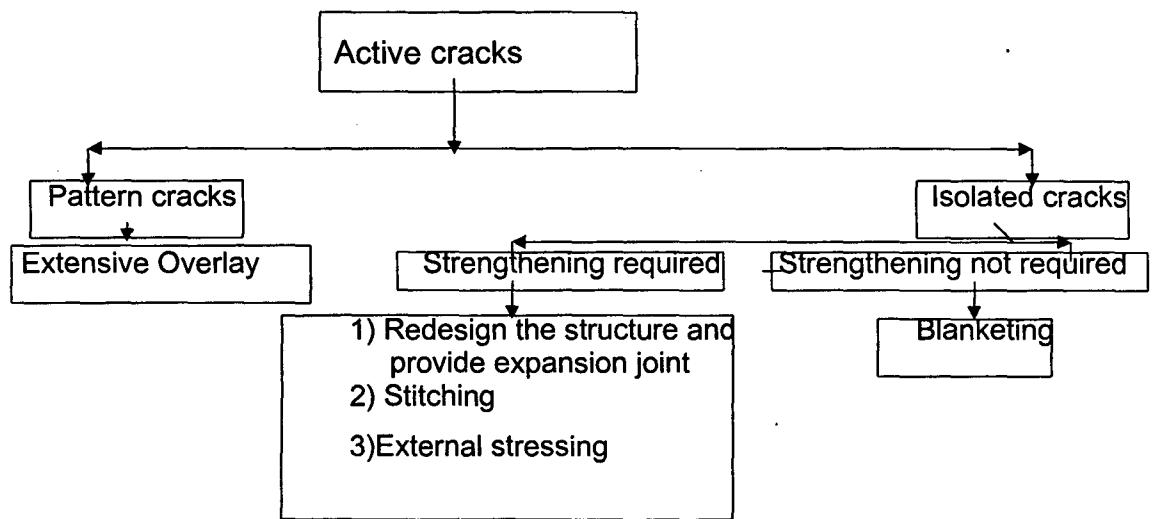 Active cracks
Pattern cracks
Isolated cracks
Extensive Overlay
Strengthening required
Strengthening not required
1) Redesign the structure and
provide expansion joint
2) Stitching
3)External stressing
Blanketing